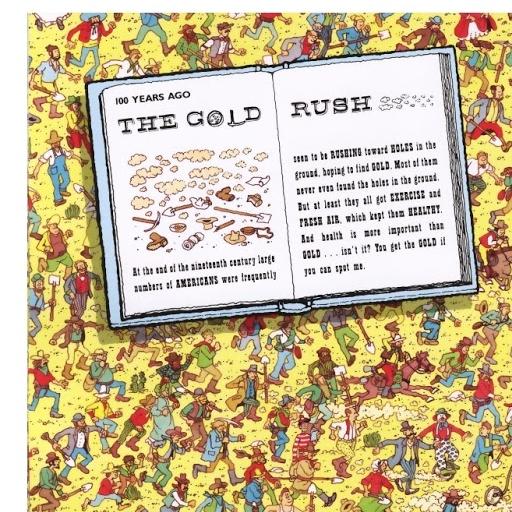 100 YEARS AGO
THE GOLD RUSH
At the end of the nineteenth century large
numbers of AMERICANS were frequently
seen to be RUSHING toward HOLES in the
ground, hoping to find GOLD. Most of them
never even found the holes in the ground.
But at least they all got EXERCISE and
FRESH AIR, which kept them HEALTHY.
And health is more important than
GOLD . . . isn't it? You get the GOLD if
you can spot me.